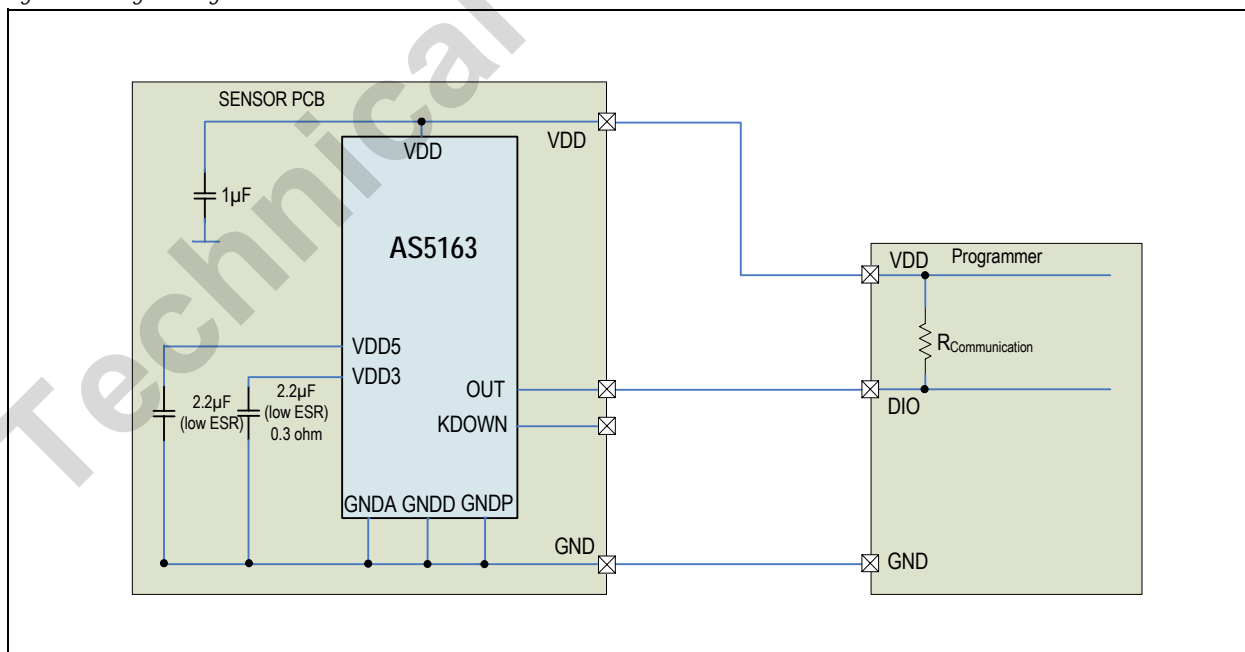 SENSOR PCB
VDD
VDD
1µF
AS5163
VDD
Programmer
RCommunication
VDD5
VDD3
2.2µF
(low ESR)
2.2µF
(low ESR)
0.3 ohm
OUT
KDOWN
DIO
GNDA GNDD GNDP
GND
GND
Technical